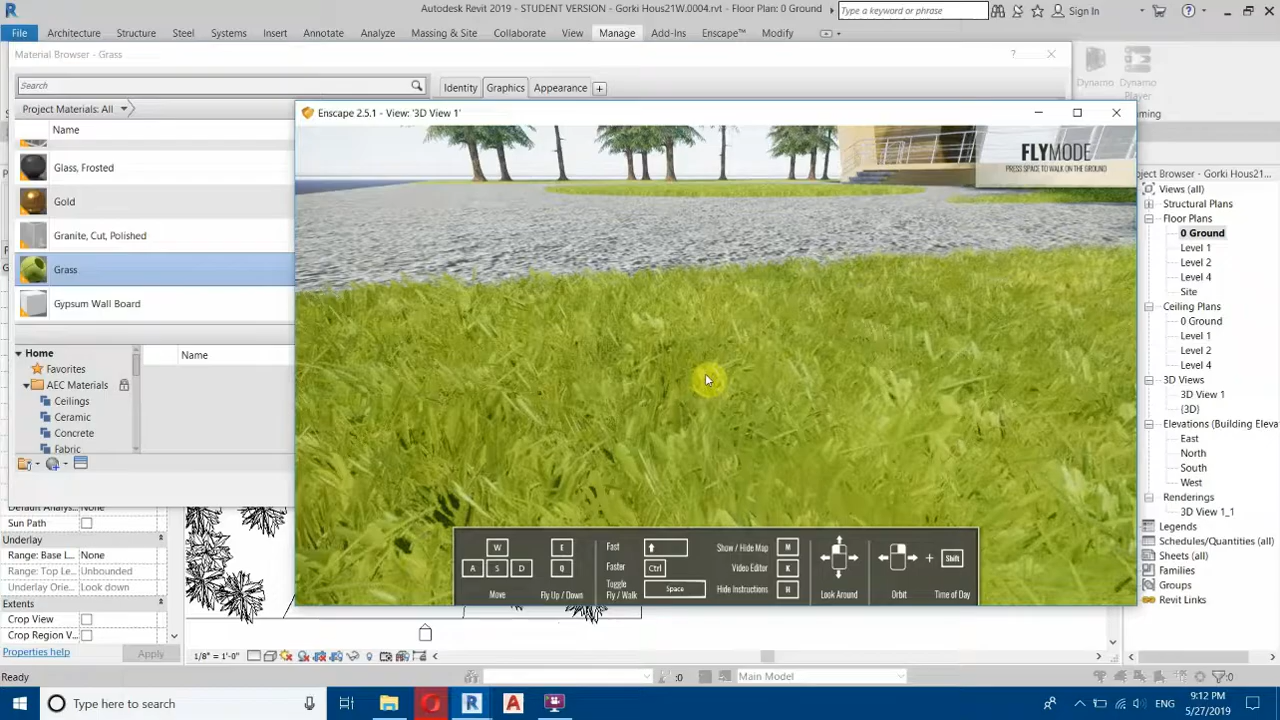 Autodesk Revit 2019 - STUDENT VERSION - Gorki Hous21W.0004.rvt - Floor Plan: 0 Ground
Type a keyword or phrase
Sign In
File Architecture Structure Steel Systems Insert Annotate Analyze Massing & Site Collaborate View Manage Add-Ins Enscape™ Modify
Material Browser - Grass
Search
Identity Graphics Appearance
Project Materials: All
Name
Glass, Frosted
Gold
Granite, Cut, Polished
Grass
Gypsum Wall Board
Home
Favorites
AEC Materials
Ceilings
Ceramic
Concrete
Fabric
Name
Dynamo
Dynamo Player
Enscape 2.5.1 - View: '3D View 1'
FLYMODE
PRESS SPACE TO WALK ON THE GROUND
W E
A S D Q
Move
Fly Up / Down
Fast
Faster Ctrl
Toggle Fly / Walk Space
Show / Hide Map M
Video Editor K
Hide Instructions H
Look Around
Orbit
+ Shift
Time of Day
Project Browser - Gorki Hous21W...
Views (all)
Structural Plans
Floor Plans
0 Ground
Level 1
Level 2
Level 4
Site
Ceiling Plans
0 Ground
Level 1
Level 2
Level 4
3D Views
3D View 1
{3D}
Elevations (Building Eleva
East
North
South
West
Renderings
3D View 1_1
Legends
Schedules/Quantities (all)
Sheets (all)
Families
Groups
Revit Links
Default Analys...
Sun Path
Underlay
Range: Base L... None
Range: Top Le... Unbounded
Underlay Orie... Look down
Extents
Crop View
Crop Region V...
Properties help
Apply
1/8" = 1'-0"
Ready
:0
Main Model
:0
Type here to search
ENG
9:12 PM
5/27/2019